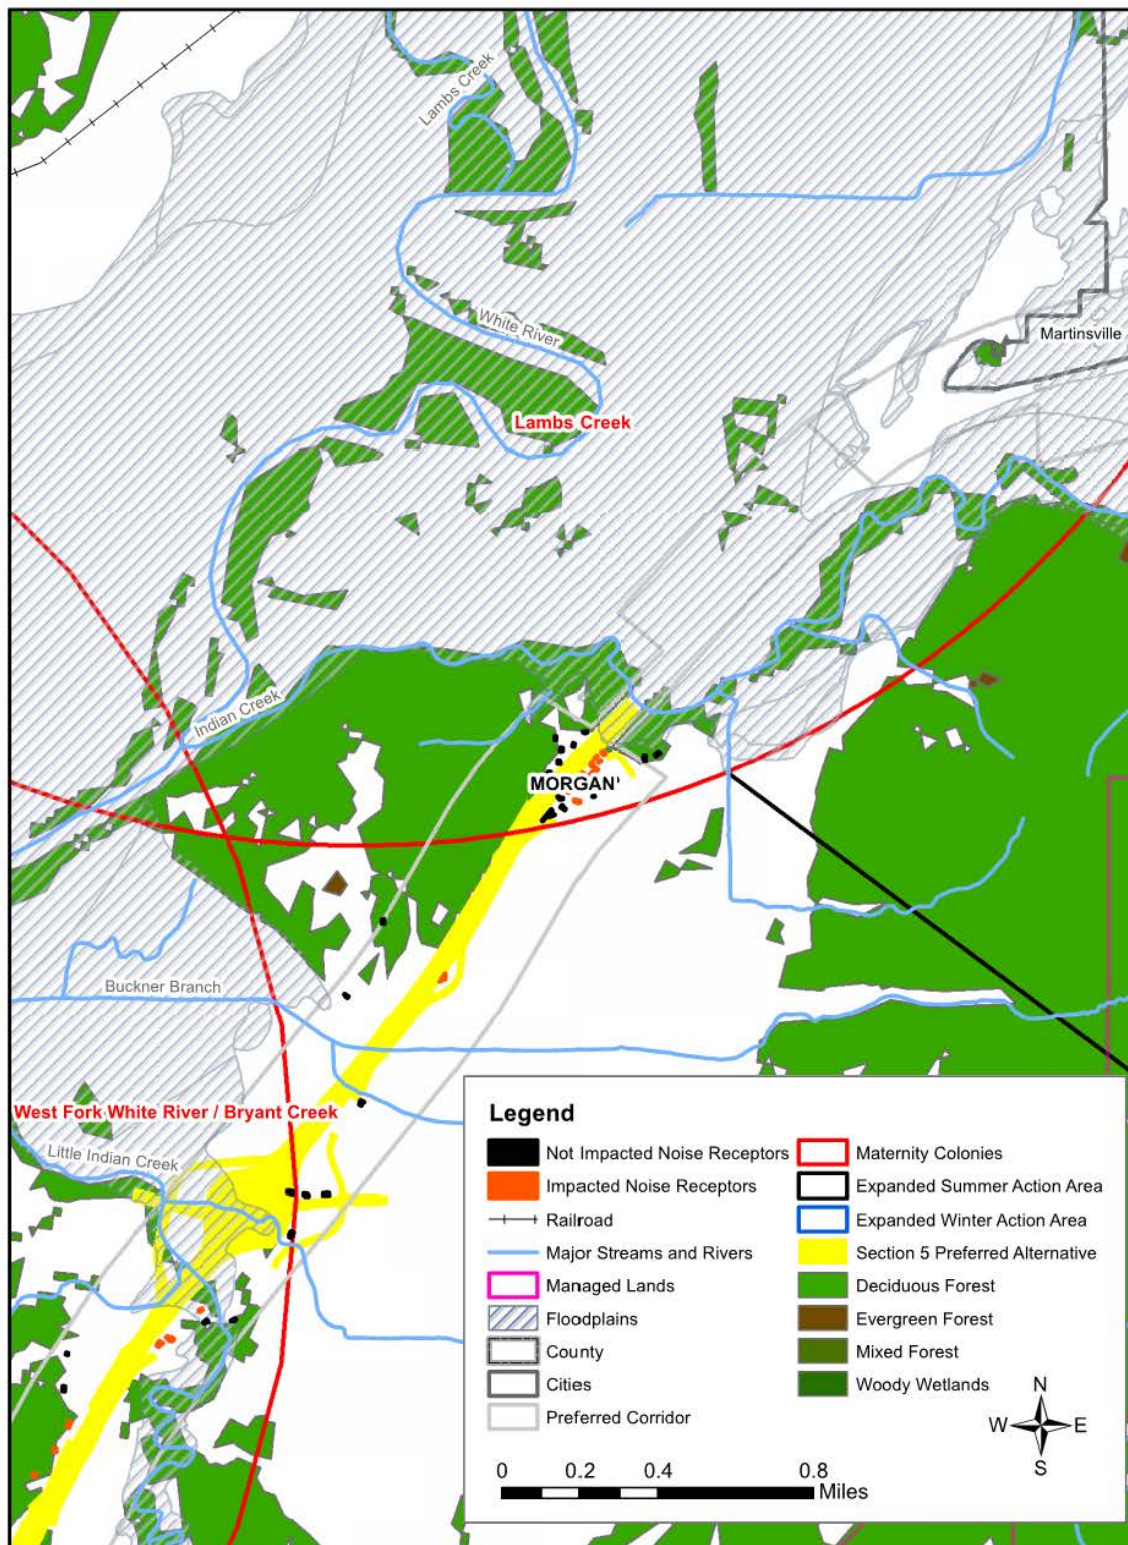 Lambs Creek
White River
Martinsville
Lambs Creek
Indian Creek
MORGAN
Buckner Branch
West Fork White River / Bryant Creek
Little Indian Creek
Legend
Not Impacted Noise Receptors
Impacted Noise Receptors
Railroad
Major Streams and Rivers
Managed Lands
Floodplains
County
Cities
Preferred Corridor
Maternity Colonies
Expanded Summer Action Area
Expanded Winter Action Area
Section 5 Preferred Alternative
Deciduous Forest
Evergreen Forest
Mixed Forest
Woody Wetlands
N
W E
S
0 0.2 0.4 0.8
Miles